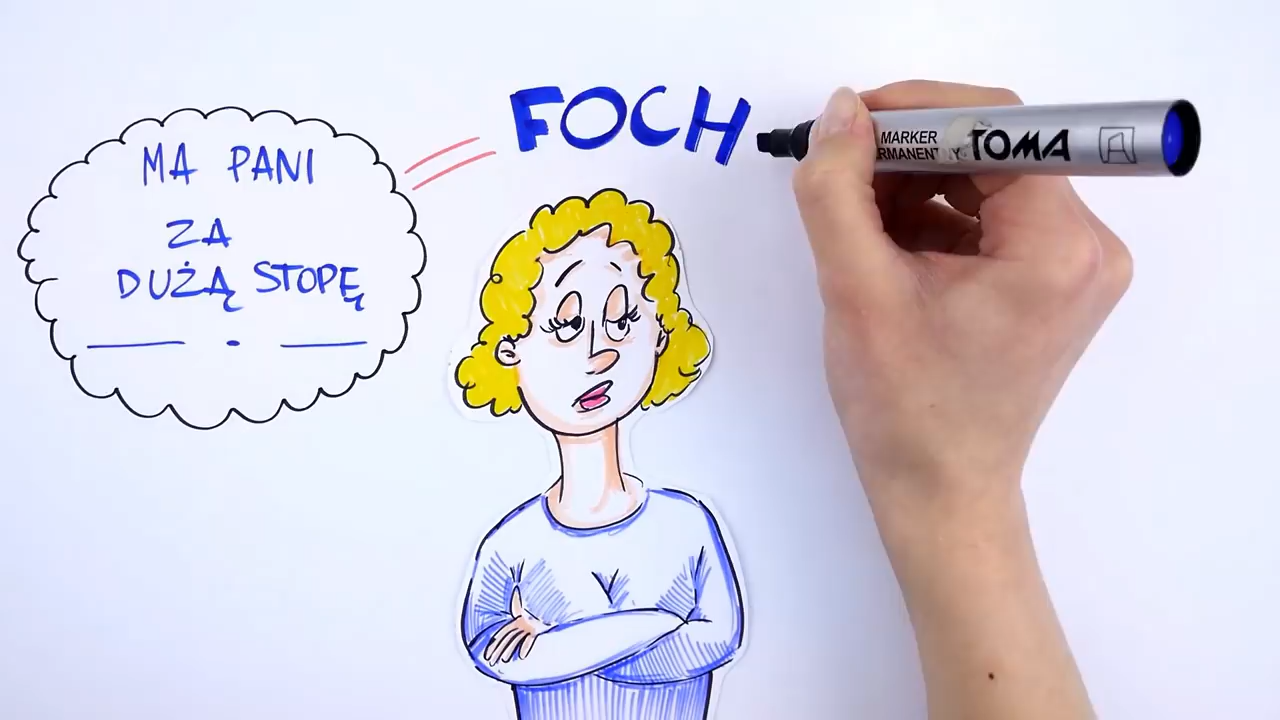 MA PANI
ZA
DUŻĄ STOPĘ
FOCH
MARKER
TOMA